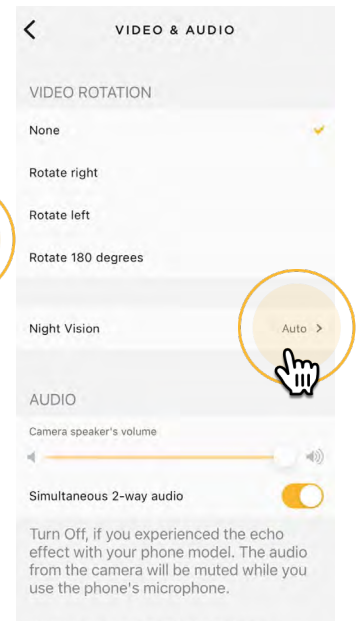 VIDEO & AUDIO
VIDEO ROTATION
None
Rotate right
Rotate left
Rotate 180 degrees
Night Vision
Auto >
AUDIO
Camera speaker's volume
Simultaneous 2-way audio
Turn Off, if you experienced the echo
effect with your phone model. The audio
from the camera will be muted while you
use the phone's microphone.